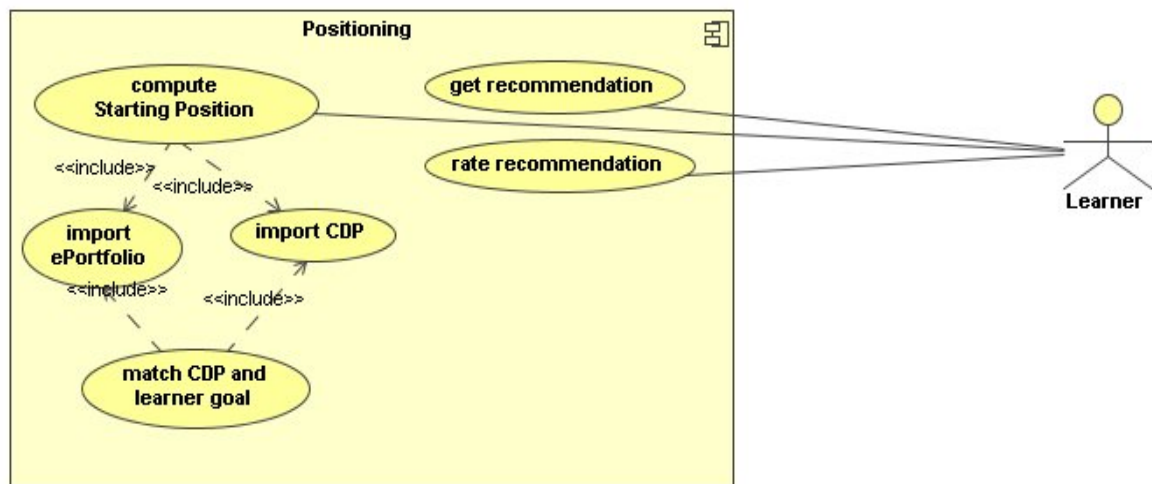 Positioning
compute
Starting Position
get recommendation
rate recommendation
<<include>>
<<include>>
import
ePortfolio
import CDP
<<include>>
<<include>>
match CDP and
learner goal
Learner